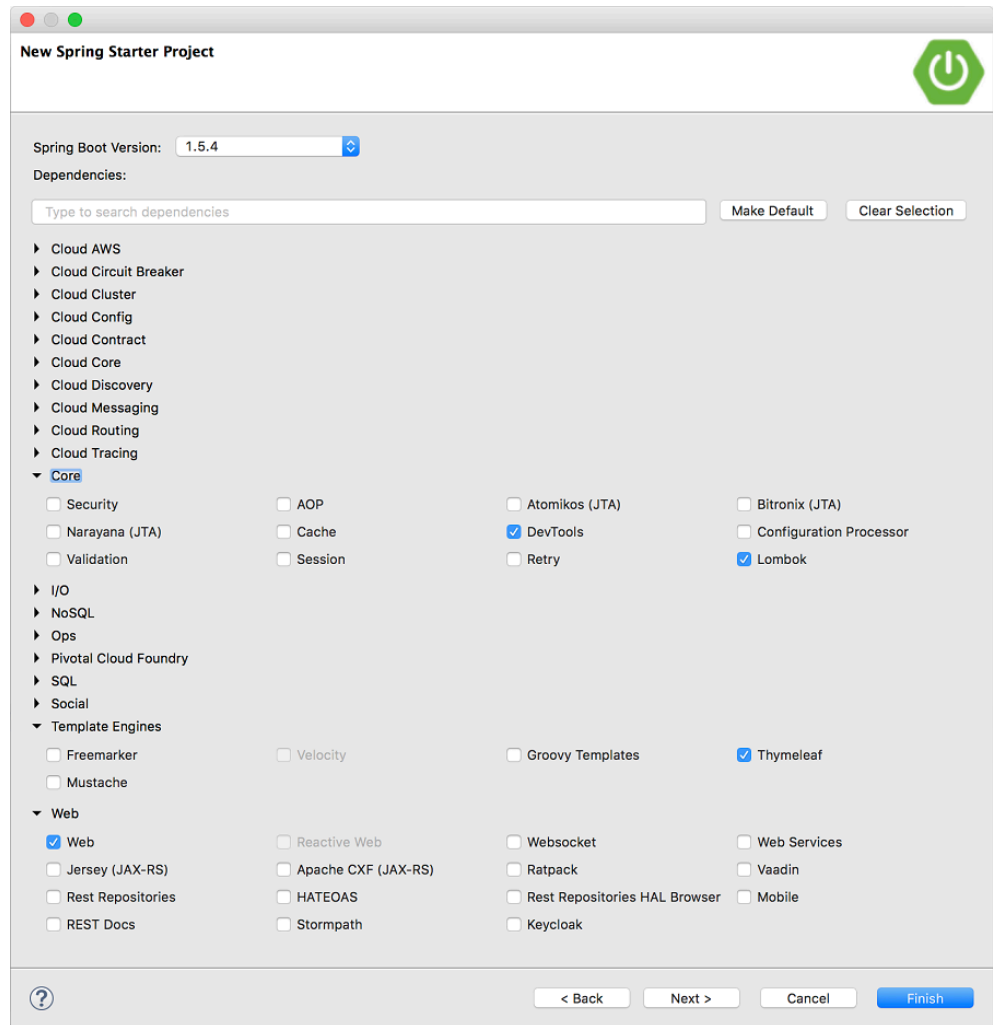 New Spring Starter Project
Spring Boot Version: 1.5.4
Dependencies:
Type to search dependencies Make Default Clear Selection
Cloud AWS
Cloud Circuit Breaker
Cloud Cluster
Cloud Config
Cloud Contract
Cloud Core
Cloud Discovery
Cloud Messaging
Cloud Routing
Cloud Tracing
Core
Security AOP Atomikos (JTA) Bitronix (JTA)
Narayana (JTA) Cache DevTools Configuration Processor
Validation Session Retry Lombok
I/O
NoSQL
Ops
Pivotal Cloud Foundry
SQL
Social
Template Engines
Freemarker Velocity Groovy Templates Thymeleaf
Mustache
Web
Web Reactive Web Websocket Web Services
Jersey (JAX-RS) Apache CXF (JAX-RS) Ratpack Vaadin
Rest Repositories HATEOAS Rest Repositories HAL Browser Mobile
REST Docs Stormpath Keycloak
? < Back Next > Cancel Finish